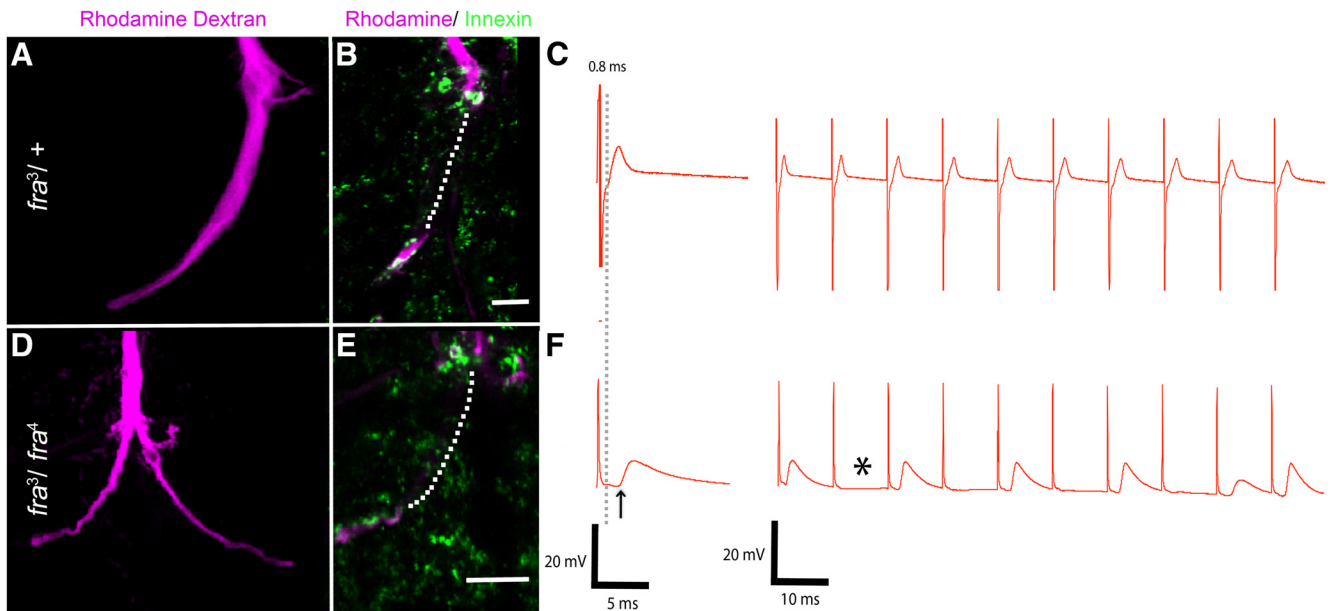 Rhodamine Dextran
Rhodamine/ Innexin
A
B
C
0.8 ms
fra³/ +
D
E
F
fra³/ fra⁴
*
20 mV
5 ms
20 mV
10 ms